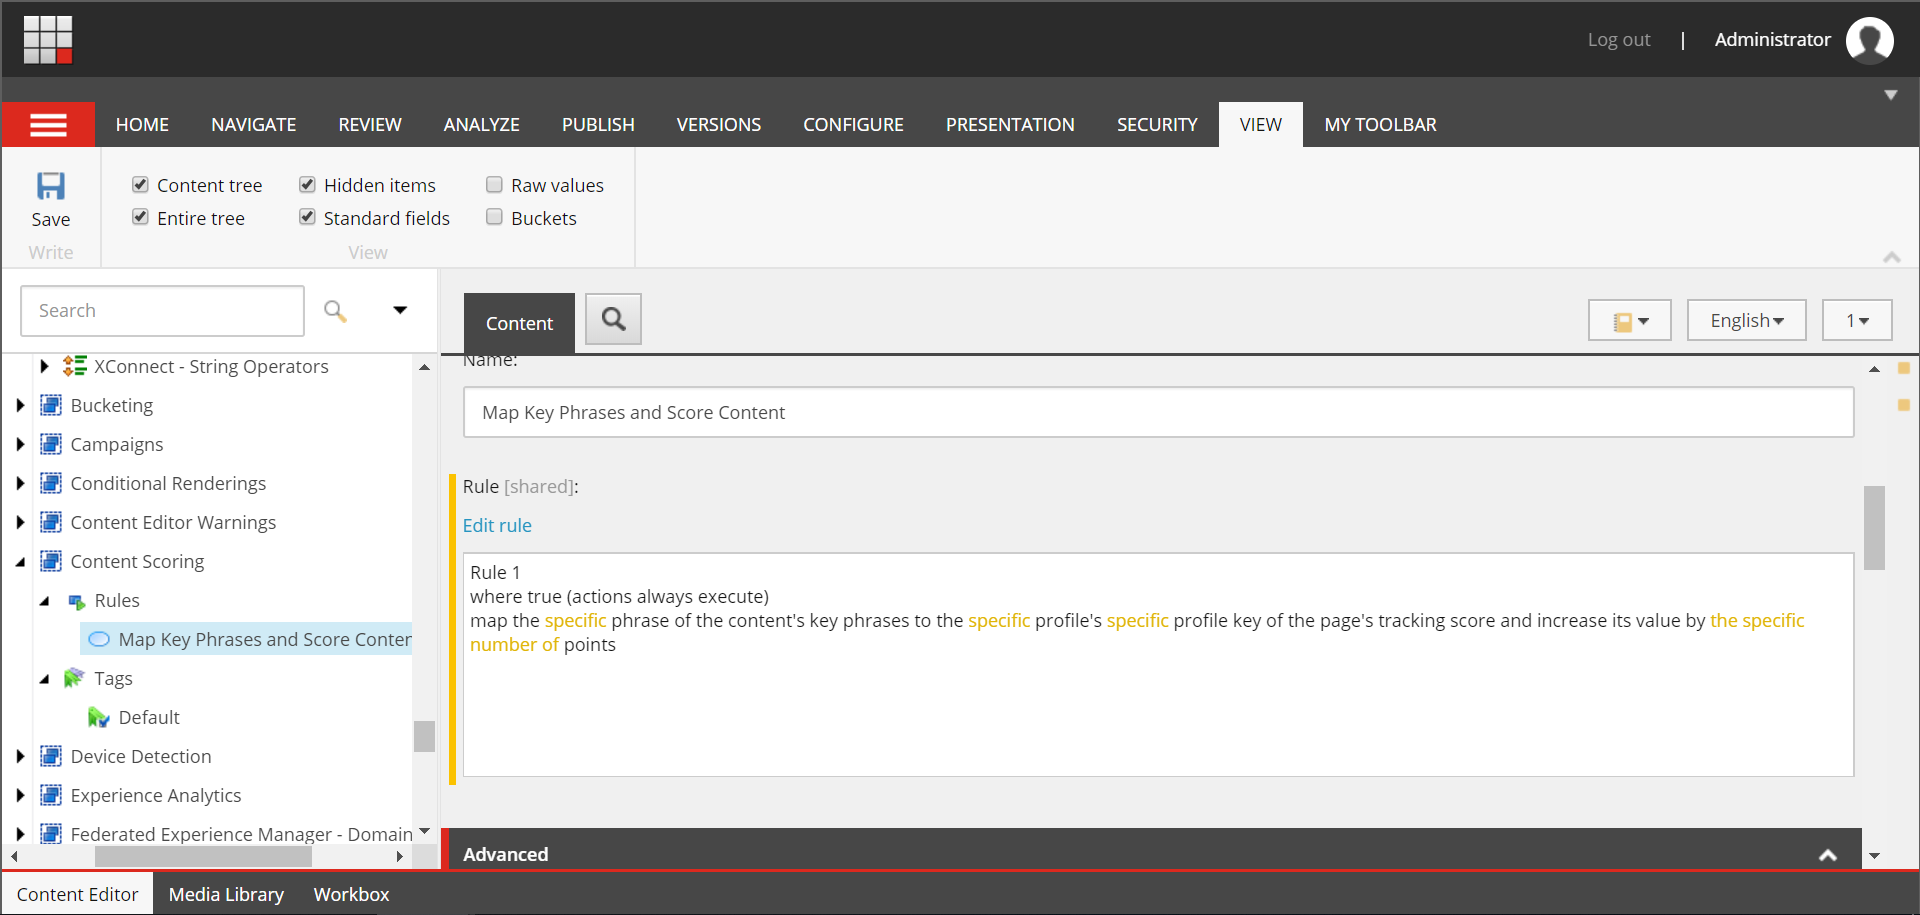 Log out | Administrator
HOME NAVIGATE REVIEW ANALYZE PUBLISH VERSIONS CONFIGURE PRESENTATION SECURITY VIEW MY TOOLBAR
Content tree Hidden items Raw values
Save Entire tree Standard fields Buckets
Write View
Search
Content
English 1
XConnect - String Operators
Bucketing
Campaigns
Conditional Renderings
Content Editor Warnings
Content Scoring
Rules
Map Key Phrases and Score Conter
Tags
Default
Device Detection
Experience Analytics
Federated Experience Manager - Domain
Name:
Map Key Phrases and Score Content
Rule [shared]:
Edit rule
Rule 1
where true (actions always execute)
map the specific phrase of the content's key phrases to the specific profile's specific profile key of the page's tracking score and increase its value by the specific
number of points
Advanced
Content Editor Media Library Workbox